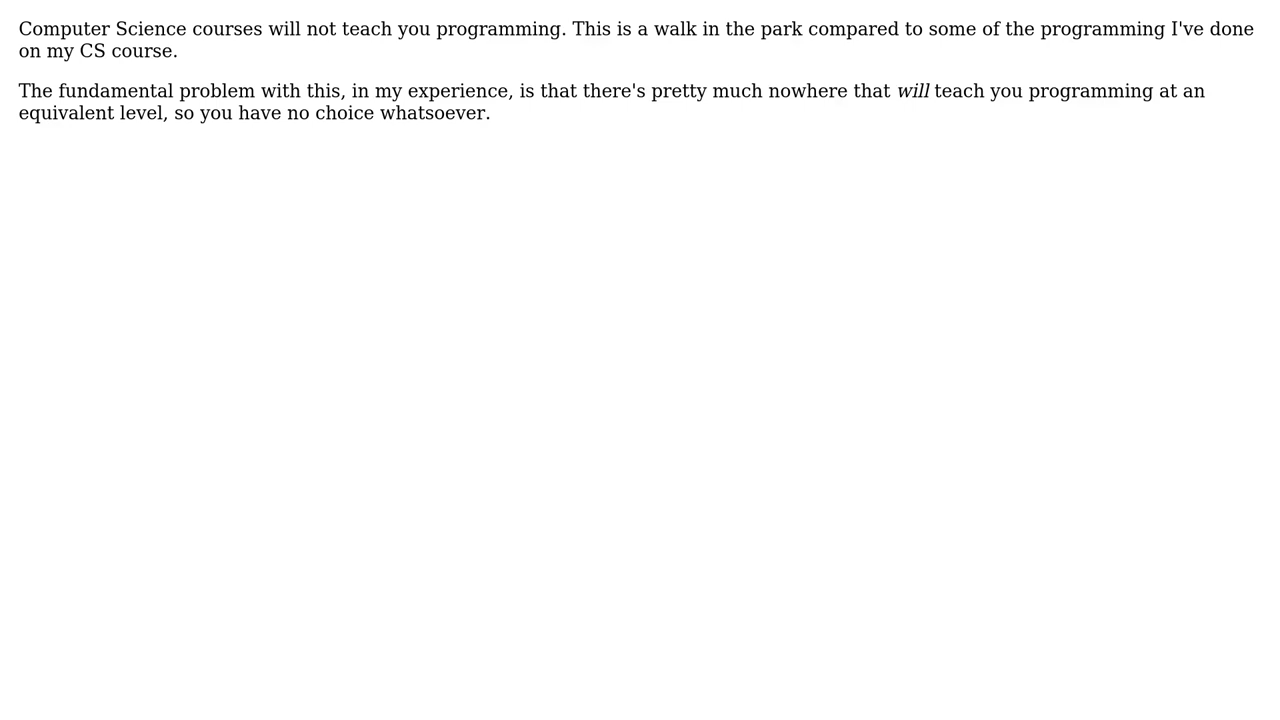 Computer Science courses will not teach you programming. This is a walk in the park compared to some of the programming I've done
on my CS course.
The fundamental problem with this, in my experience, is that there's pretty much nowhere that will teach you programming at an
equivalent level, so you have no choice whatsoever.